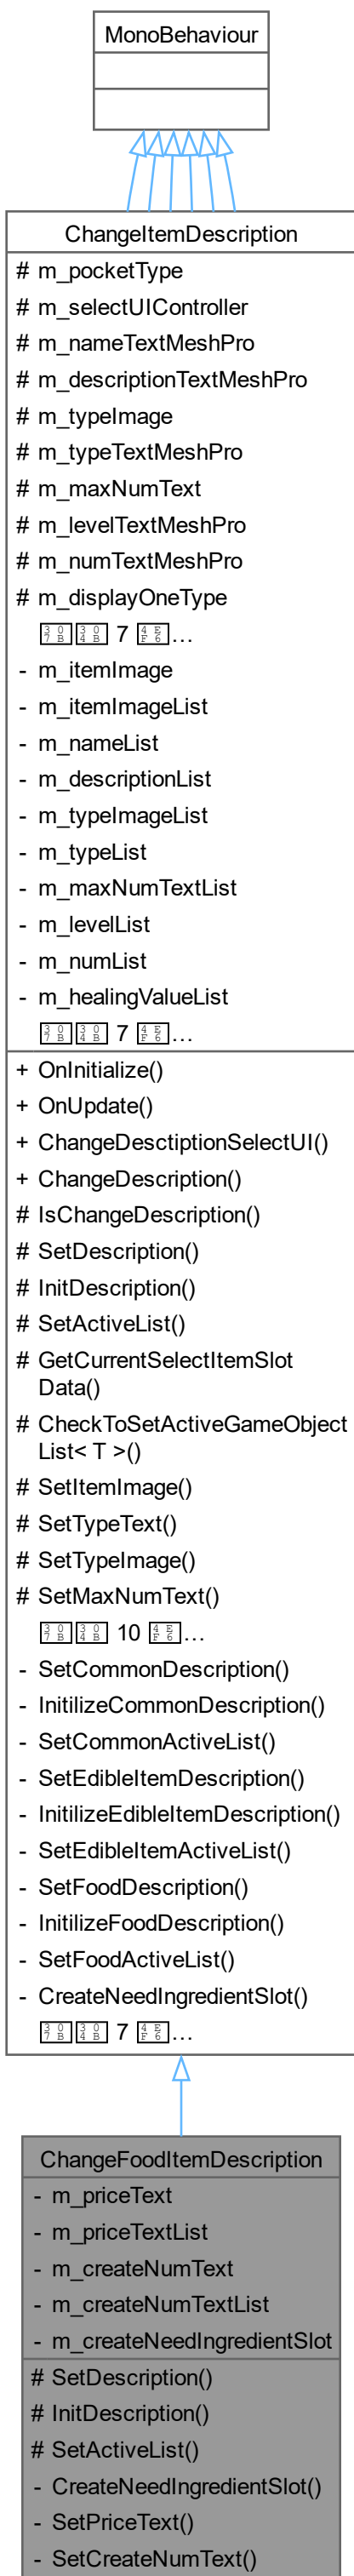 MonoBehaviour
ChangeItemDescription
# m_pocketType
# m_selectUIController
# m_nameTextMeshPro
# m_descriptionTextMeshPro
# m_typeImage
# m_typeTextMeshPro
# m_maxNumText
# m_levelTextMeshPro
# m_numTextMeshPro
# m_displayOneType
7 ...
- m_itemImage
- m_itemImageList
- m_nameList
- m_descriptionList
- m_typeImageList
- m_typeList
- m_maxNumTextList
- m_levelList
- m_numList
- m_healingValueList
7 ...
+ OnInitialize()
+ OnUpdate()
+ ChangeDesctiptionSelectUI()
+ ChangeDescription()
# IsChangeDescription()
# SetDescription()
# InitDescription()
# SetActiveList()
# GetCurrentSelectItemSlot
Data()
# CheckToSetActiveGameObject
List< T >()
# SetItemImage()
# SetTypeText()
# SetTypeImage()
# SetMaxNumText()
10 ...
- SetCommonDescription()
- InitilizeCommonDescription()
- SetCommonActiveList()
- SetEdibleItemDescription()
- InitilizeEdibleItemDescription()
- SetEdibleItemActiveList()
- SetFoodDescription()
- InitilizeFoodDescription()
- SetFoodActiveList()
- CreateNeedIngredientSlot()
7 ...
ChangeFoodItemDescription
- m_priceText
- m_priceTextList
- m_createNumText
- m_createNumTextList
- m_createNeedIngredientSlot
# SetDescription()
# InitDescription()
# SetActiveList()
- CreateNeedIngredientSlot()
- SetPriceText()
- SetCreateNumText()